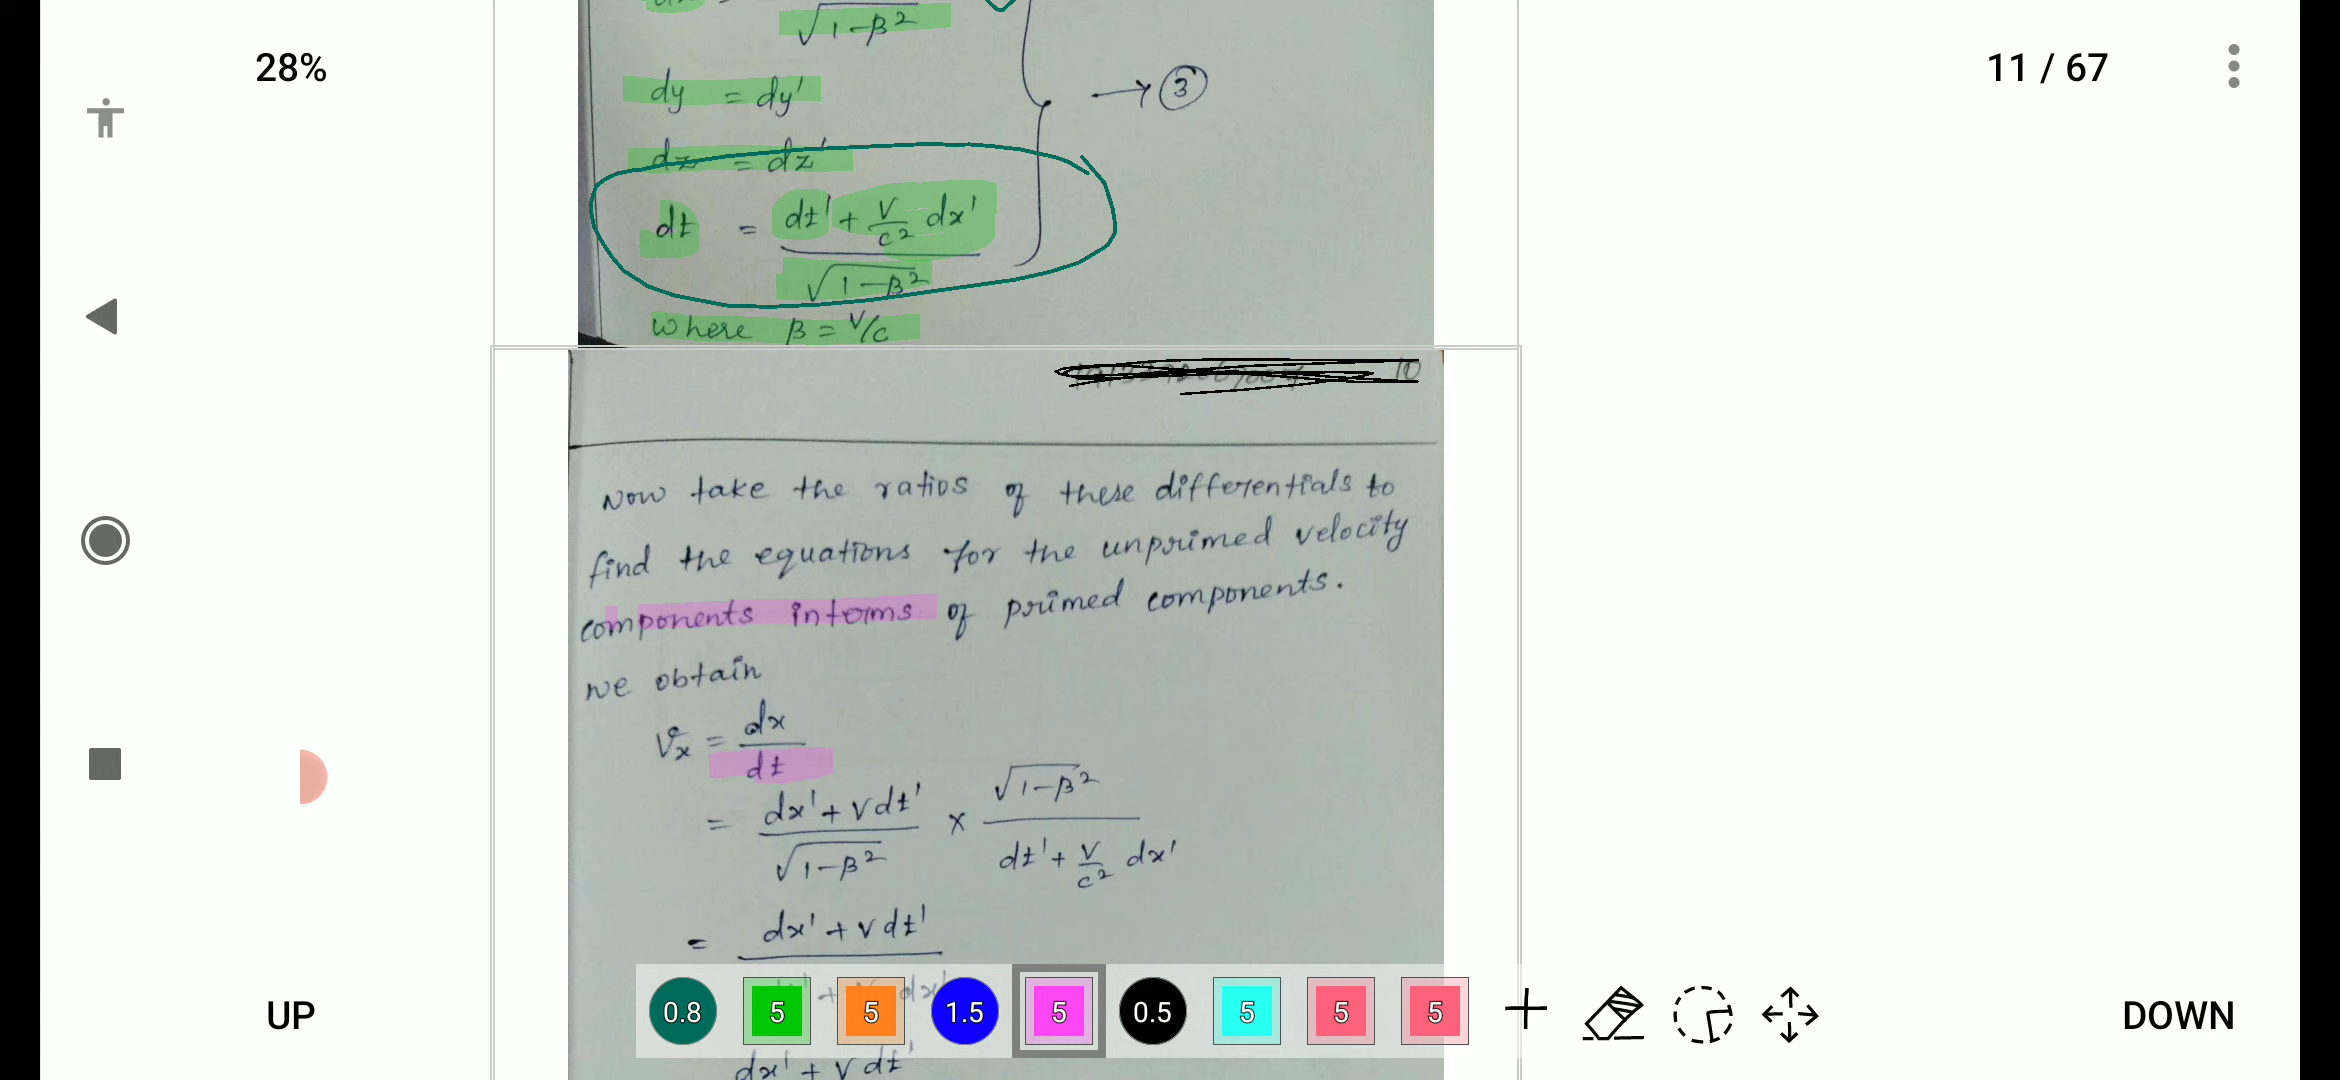 28%
11 / 67
√1-β²
dy = dy'
→ ③
dz = dz'
dt = dt' + V/c² dx'
√1-β²
where β = V/c
10
Now take the ratios of these differentials to
find the equations for the unprimed velocity
components interms of primed components.
we obtain
Vx = dx
dt
= dx' + Vdt' × √1-β²
√1-β² dt' + V/c² dx'
= dx' + Vdt'
dx'
0.8 5 5 1.5 5 0.5 5 5 5
UP
DOWN
dx' + V dt'